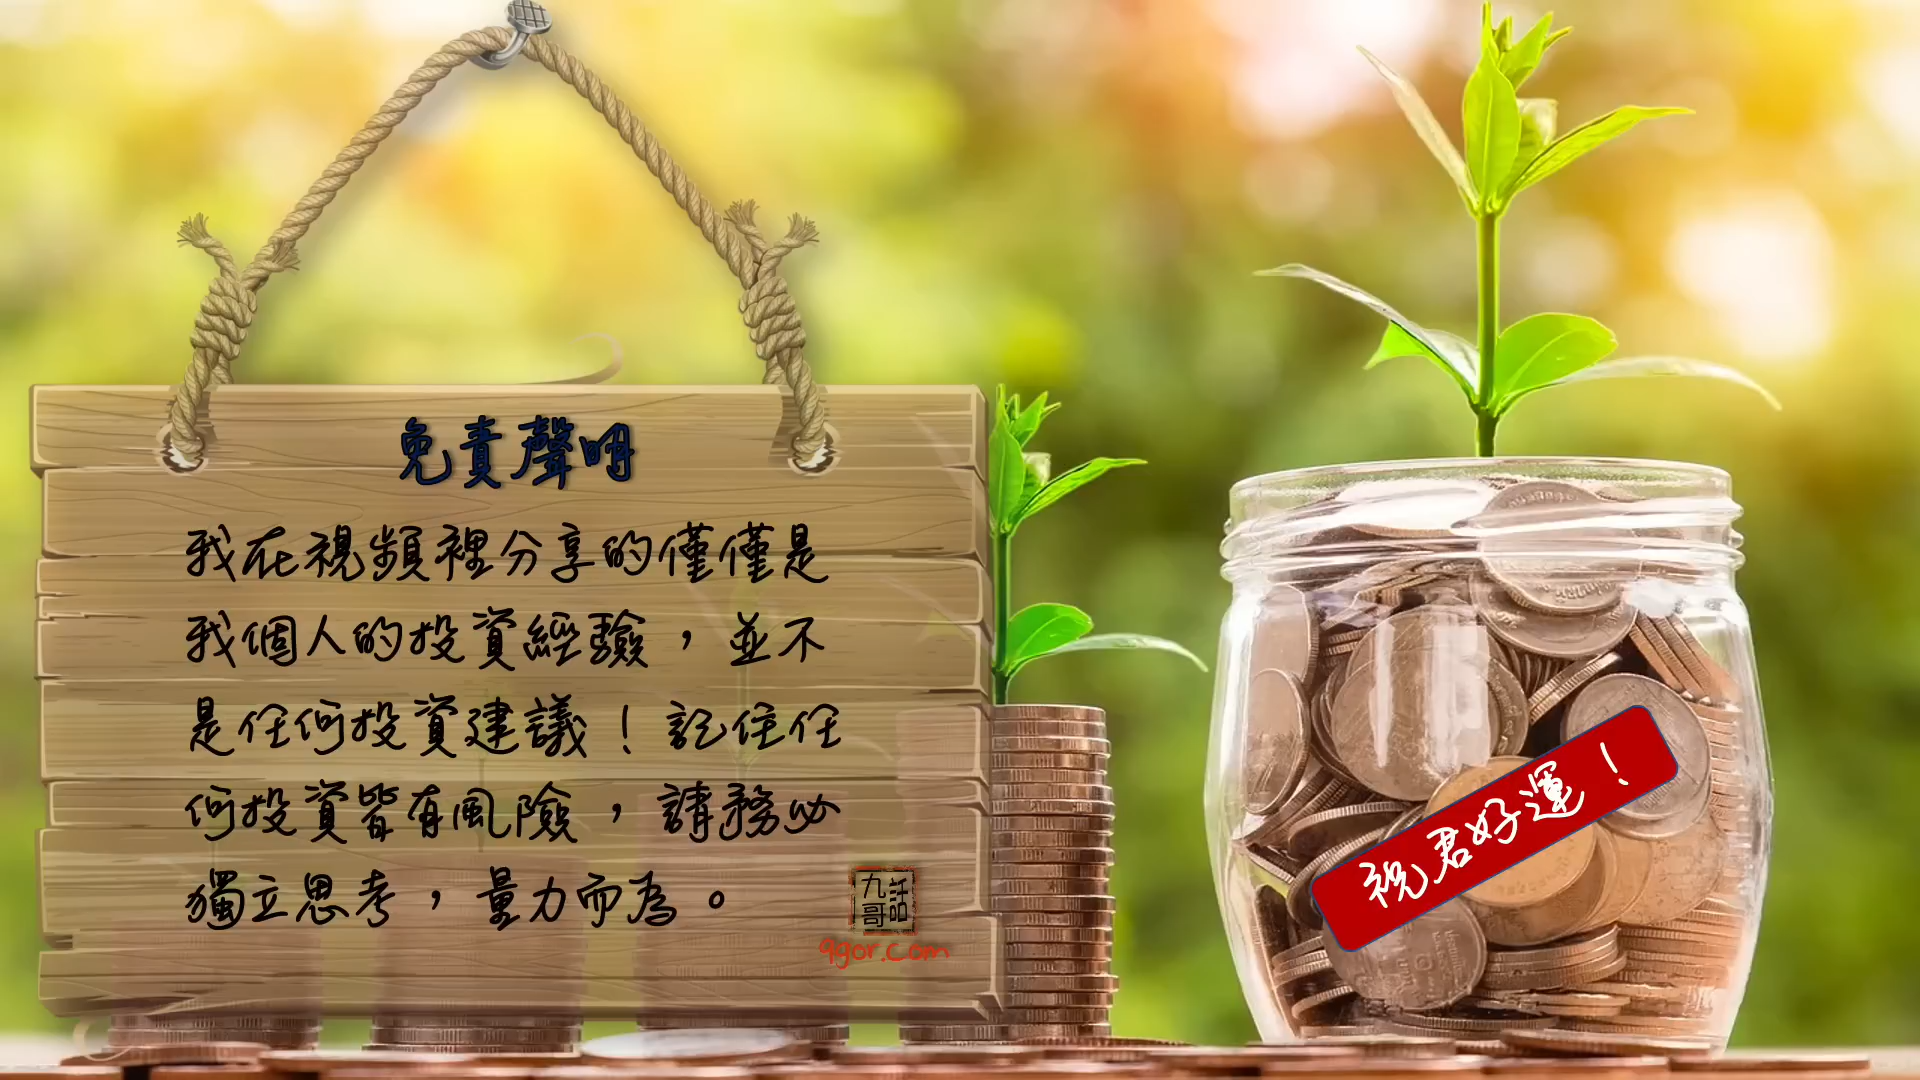 免責聲明
我在視頻裡分享的僅僅是
我個人的投資經驗，並不
是任何投資建議！記住任
何投資皆有風險，請務必
獨立思考，量力而為。
九哥話
9gor.com
祝君好運！